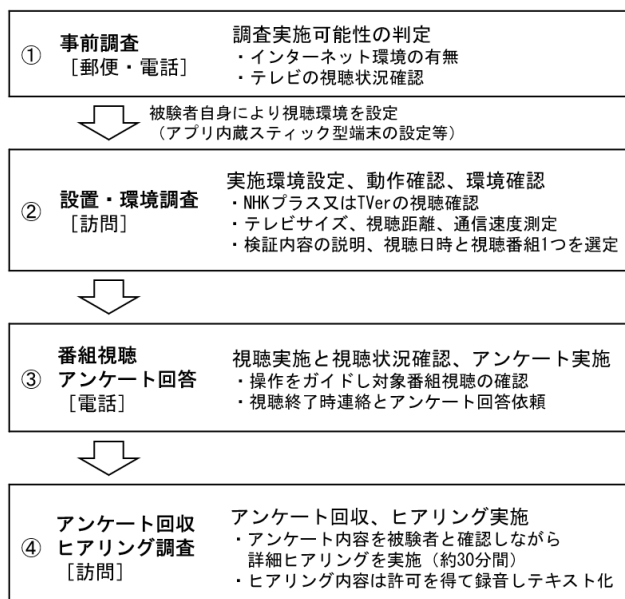 ① 事前調査
［郵便・電話］
調査実施可能性の判定
・インターネット環境の有無
・テレビの視聴状況確認
被験者自身により視聴環境を設定
（アプリ内蔵スティック型端末の設定等）
② 設置・環境調査
［訪問］
実施環境設定、動作確認、環境確認
・NHKプラス又はTVerの視聴確認
・テレビサイズ、視聴距離、通信速度測定
・検証内容の説明、視聴日時と視聴番組1つを選定
③ 番組視聴
アンケート回答
［電話］
視聴実施と視聴状況確認、アンケート実施
・操作をガイドし対象番組視聴の確認
・視聴終了時連絡とアンケート回答依頼
④ アンケート回収
ヒアリング調査
［訪問］
アンケート回収、ヒアリング実施
・アンケート内容を被験者と確認しながら
詳細ヒアリングを実施（約30分間）
・ヒアリング内容は許可を得て録音しテキスト化